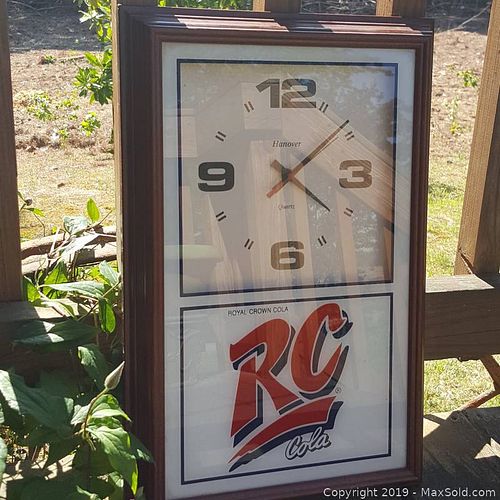 12
Hanover
9
3
Quartz
6
ROYAL CROWN COLA
RC
®
Cola
Copyright © 2019 - MaxSold.com